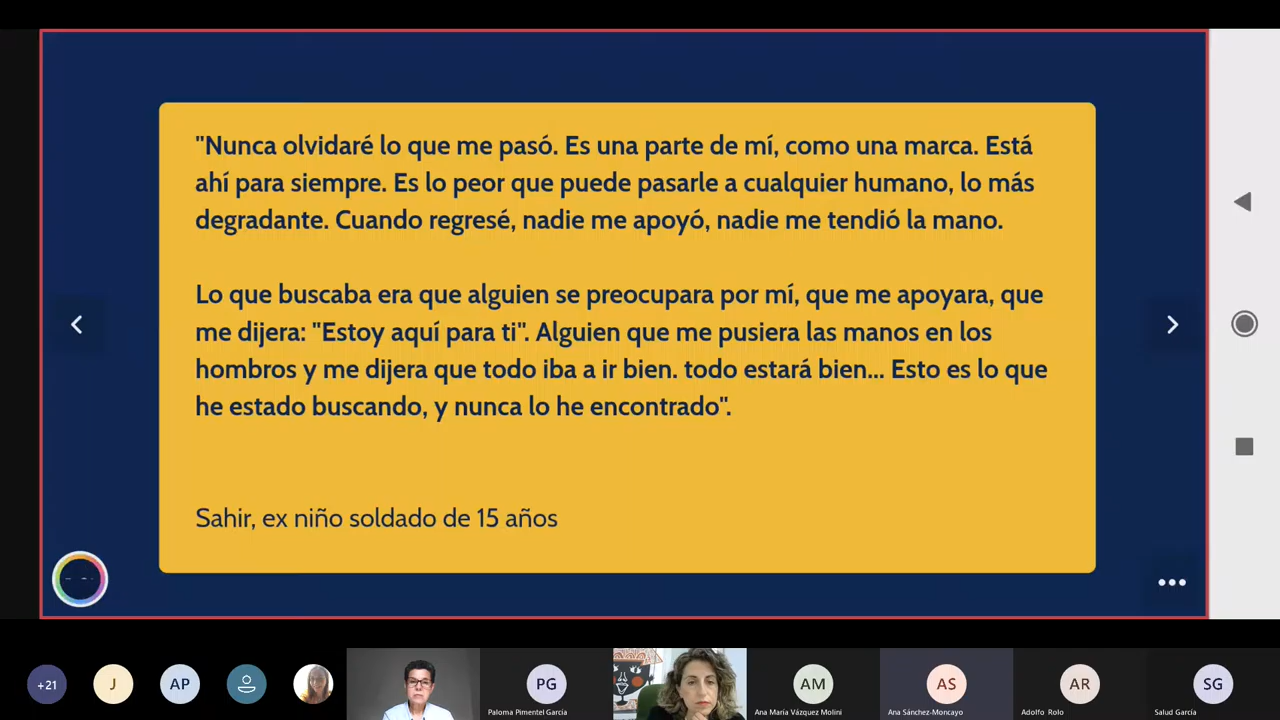 "Nunca olvidaré lo que me pasó. Es una parte de mí, como una marca. Está
ahí para siempre. Es lo peor que puede pasarle a cualquier humano, lo más
degradante. Cuando regresé, nadie me apoyó, nadie me tendió la mano.
Lo que buscaba era que alguien se preocupara por mí, que me apoyara, que
me dijera: "Estoy aquí para ti". Alguien que me pusiera las manos en los
hombros y me dijera que todo iba a ir bien. todo estará bien... Esto es lo que
he estado buscando, y nunca lo he encontrado".
Sahir, ex niño soldado de 15 años
+21
J
AP
PG
AM
AS
AR
SG
Paloma Pimentel García
Ana María Vázquez Molini
Ana Sánchez-Moncayo
Adolfo Rolo
Salud García